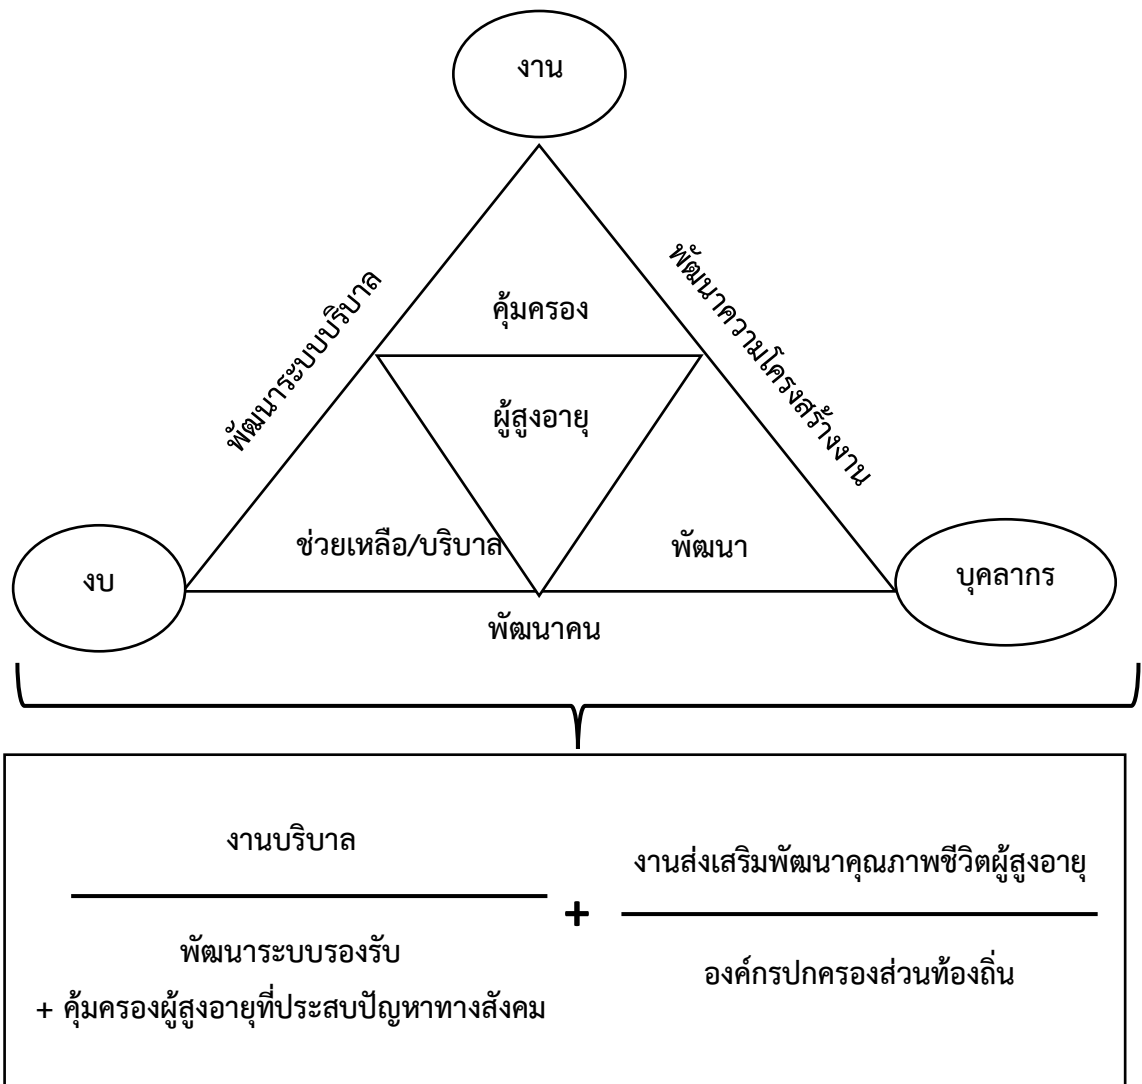 งาน
พัฒนาระบบบริบาล
พัฒนาความโครงสร้างงาน
คุ้มครอง
ผู้สูงอายุ
ช่วยเหลือ/บริบาล
พัฒนา
งบ
บุคลากร
พัฒนาคน
งานบริบาล
พัฒนาระบบรองรับ
+ คุ้มครองผู้สูงอายุที่ประสบปัญหาทางสังคม
+
งานส่งเสริมพัฒนาคุณภาพชีวิตผู้สูงอายุ
องค์กรปกครองส่วนท้องถิ่น